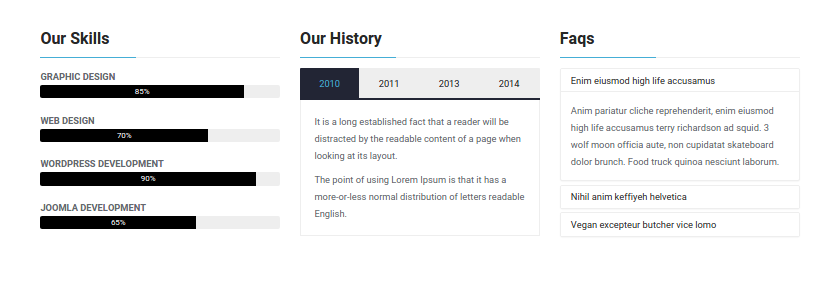 Our Skills
GRAPHIC DESIGN
85%
WEB DESIGN
70%
WORDPRESS DEVELOPMENT
90%
JOOMLA DEVELOPMENT
65%
Our History
2010 2011 2013 2014
It is a long established fact that a reader will be
distracted by the readable content of a page when
looking at its layout.
The point of using Lorem Ipsum is that it has a
more-or-less normal distribution of letters readable
English.
Faqs
Enim eiusmod high life accusamus
Anim pariatur cliche reprehenderit, enim eiusmod
high life accusamus terry richardson ad squid. 3
wolf moon officia aute, non cupidatat skateboard
dolor brunch. Food truck quinoa nesciunt laborum.
Nihil anim keffiyeh helvetica
Vegan excepteur butcher vice lomo